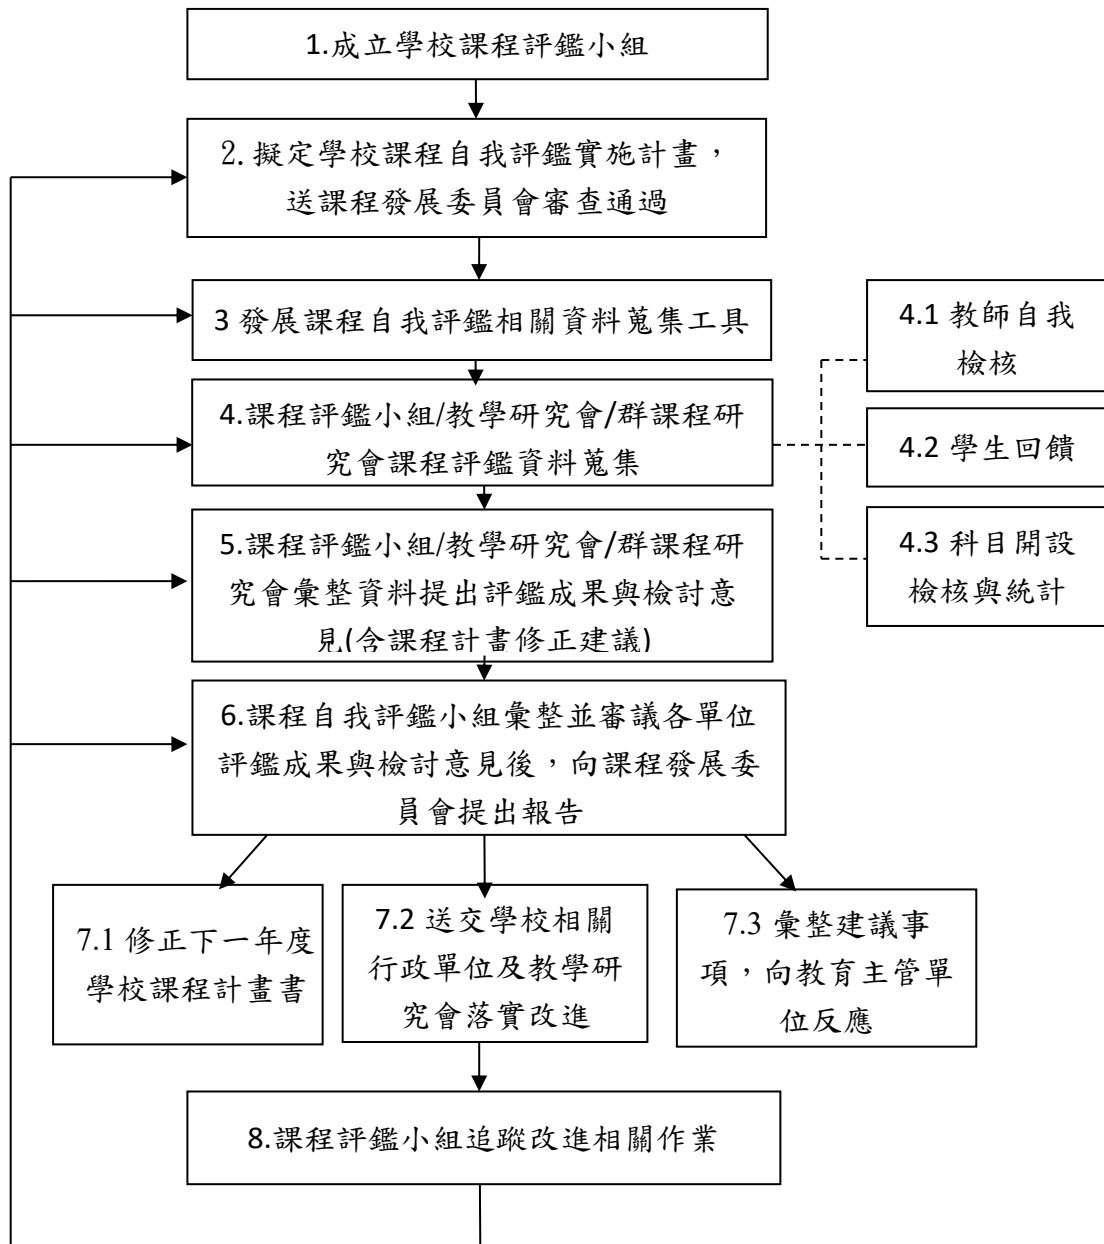 1.成立學校課程評鑑小組
2.擬定學校課程自我評鑑實施計畫，
送課程發展委員會審查通過
3 發展課程自我評鑑相關資料蒐集工具
4.課程評鑑小組/教學研究會/群課程研
究會課程評鑑資料蒐集
4.1 教師自我
檢核
4.2 學生回饋
4.3 科目開設
檢核與統計
5.課程評鑑小組/教學研究會/群課程研
究會彙整資料提出評鑑成果與檢討意
見(含課程計畫修正建議)
6.課程自我評鑑小組彙整並審議各單位
評鑑成果與檢討意見後，向課程發展委
員會提出報告
7.1 修正下一年度
學校課程計畫書
7.2 送交學校相關
行政單位及教學研
究會落實改進
7.3 彙整建議事
項，向教育主管單
位反應
8.課程評鑑小組追蹤改進相關作業